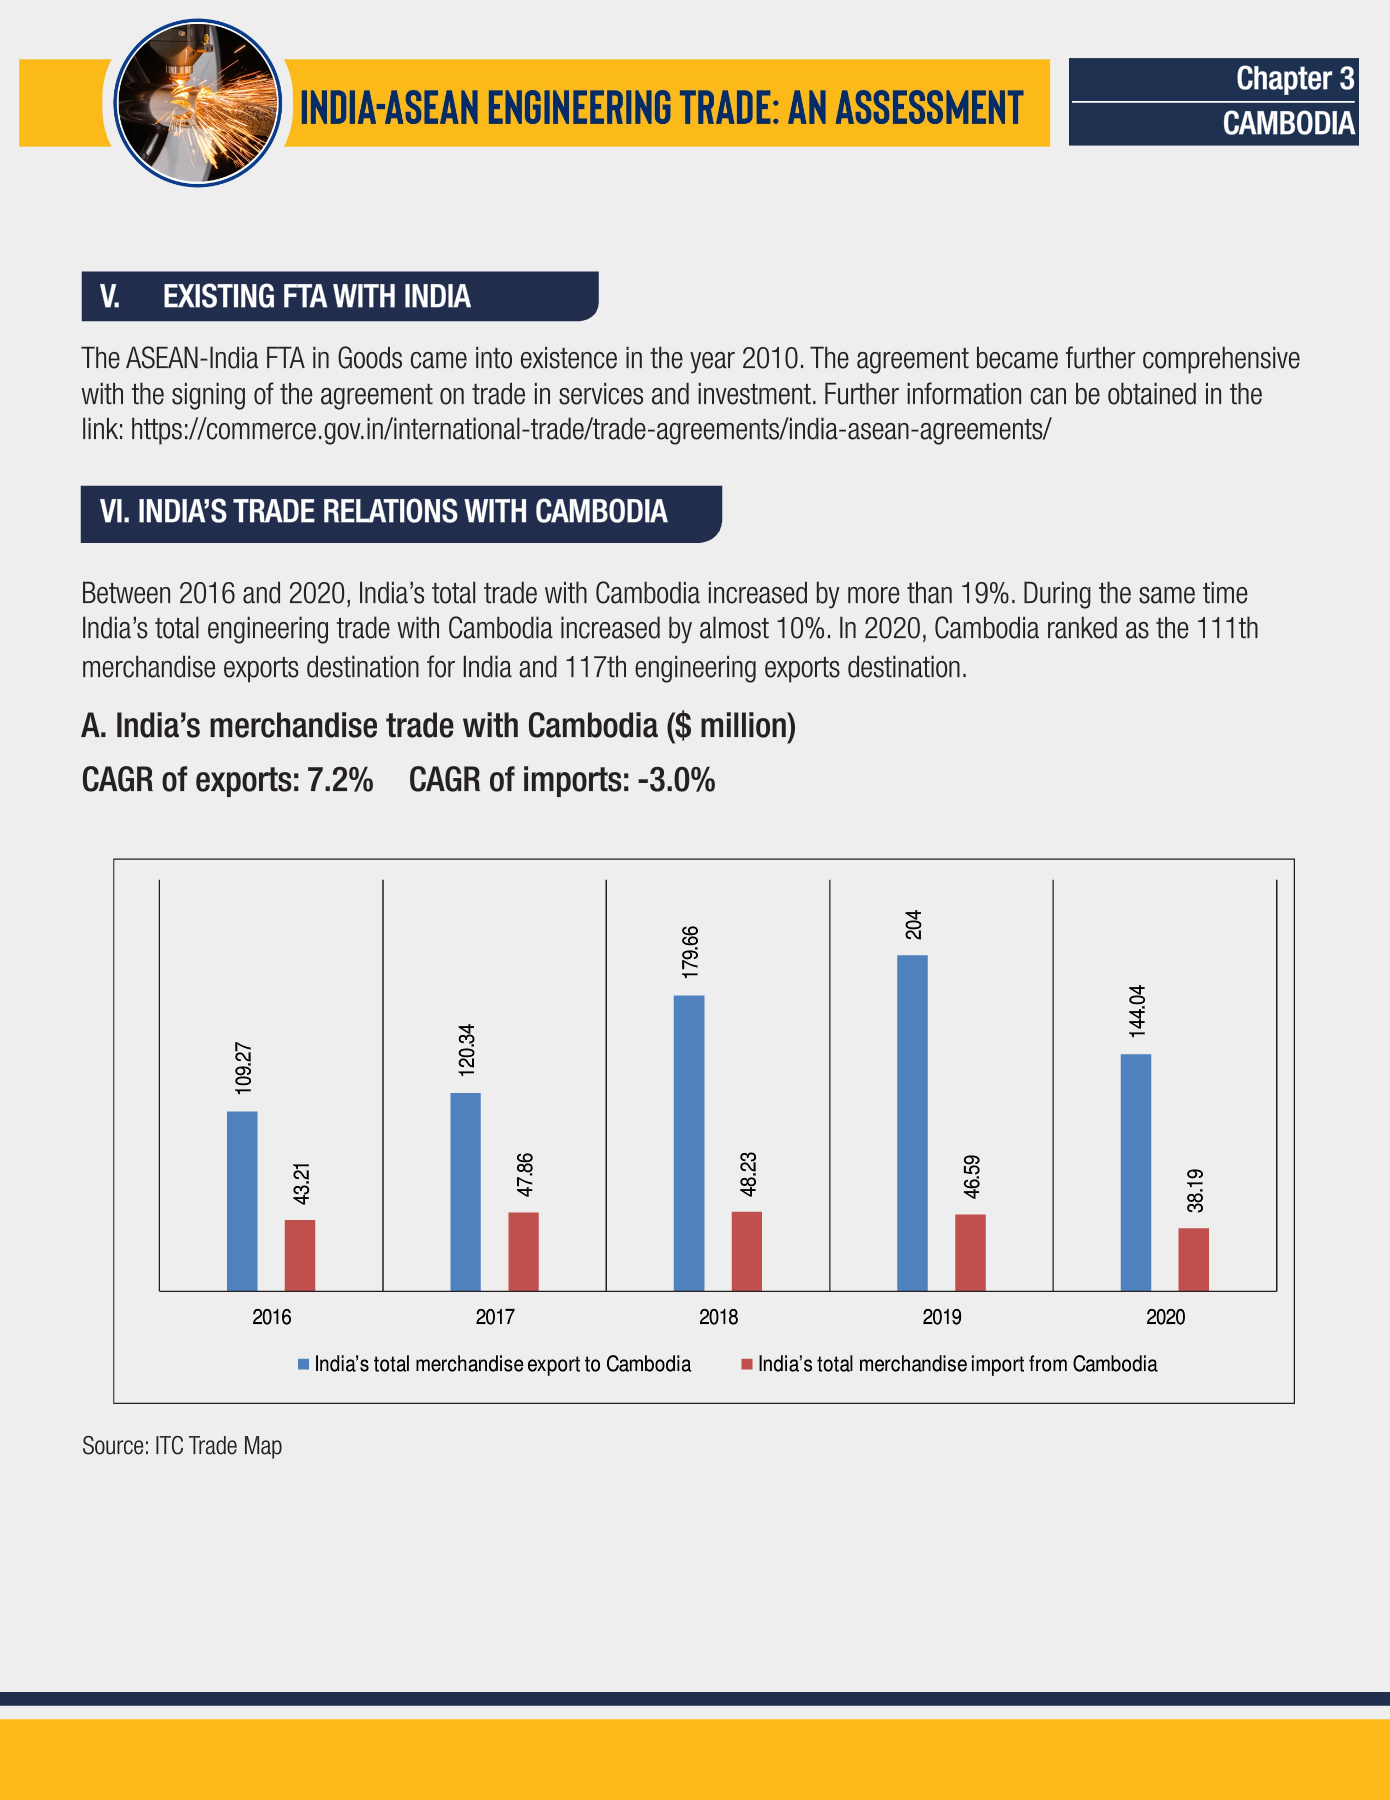 INDIA-ASEAN ENGINEERING TRADE: AN ASSESSMENT
Chapter 3
CAMBODIA
V. EXISTING FTA WITH INDIA
The ASEAN-India FTA in Goods came into existence in the year 2010. The agreement became further comprehensive
with the signing of the agreement on trade in services and investment. Further information can be obtained in the
link: https://commerce.gov.in/international-trade/trade-agreements/india-asean-agreements/
VI. INDIA’S TRADE RELATIONS WITH CAMBODIA
Between 2016 and 2020, India’s total trade with Cambodia increased by more than 19%. During the same time
India’s total engineering trade with Cambodia increased by almost 10%. In 2020, Cambodia ranked as the 111th
merchandise exports destination for India and 117th engineering exports destination.
A. India’s merchandise trade with Cambodia ($ million)
CAGR of exports: 7.2% CAGR of imports: -3.0%
109.27
43.21
120.34
47.86
179.66
48.23
204
46.59
144.04
38.19
2016 2017 2018 2019 2020
India’s total merchandise export to Cambodia India’s total merchandise import from Cambodia
Source: ITC Trade Map